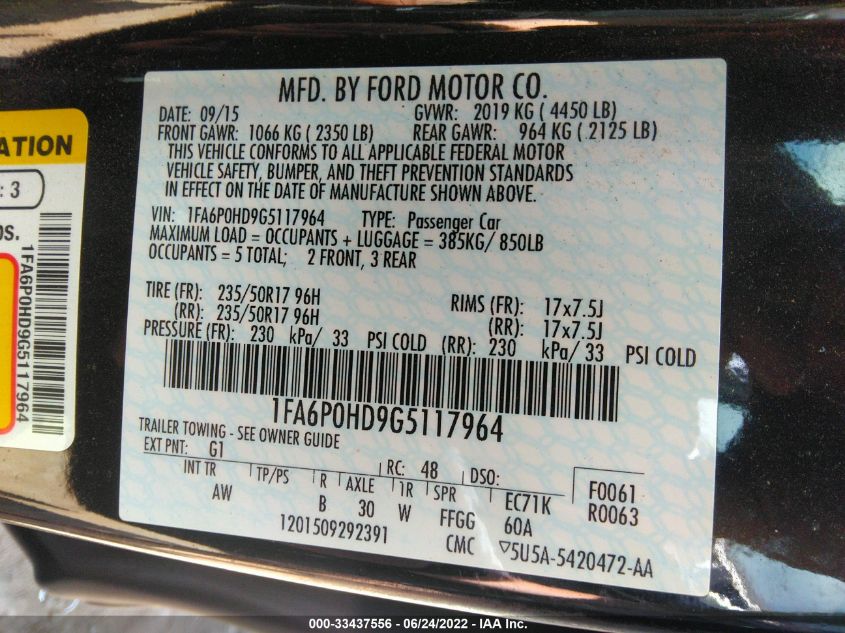 MFD. BY FORD MOTOR CO.
DATE: 09/15 GVWR: 2019 KG ( 4450 LB)
FRONT GAWR: 1066 KG ( 2350 LB) REAR GAWR: 964 KG ( 2125 LB)
THIS VEHICLE CONFORMS TO ALL APPLICABLE FEDERAL MOTOR
VEHICLE SAFETY, BUMPER, AND THEFT PREVENTION STANDARDS
IN EFFECT ON THE DATE OF MANUFACTURE SHOWN ABOVE.
VIN: 1FA6P0HD9G5117964 TYPE: Passenger Car
MAXIMUM LOAD = OCCUPANTS + LUGGAGE = 385KG/ 850LB
OCCUPANTS = 5 TOTAL; 2 FRONT, 3 REAR
TIRE (FR): 235/50R17 96H RIMS (FR): 17x7.5J
(RR): 235/50R17 96H (RR): 17x7.5J
PRESSURE (FR): 230 kPa/ 33 PSI COLD (RR): 230 kPa/ 33 PSI COLD
1FA6P0HD9G5117964
TRAILER TOWING - SEE OWNER GUIDE
EXT PNT: G1 RC: 48 DSO:
INT TR TP/PS R AXLE TR SPR EC71K F0061
AW B 30 W FFGG 60A R0063
1201509292391 CMC ▽5U5A-5420472-AA
ATION
: 3
OS.
1FA6P0HD9G5117964
000-33437556 - 06/24/2022 - IAA Inc.